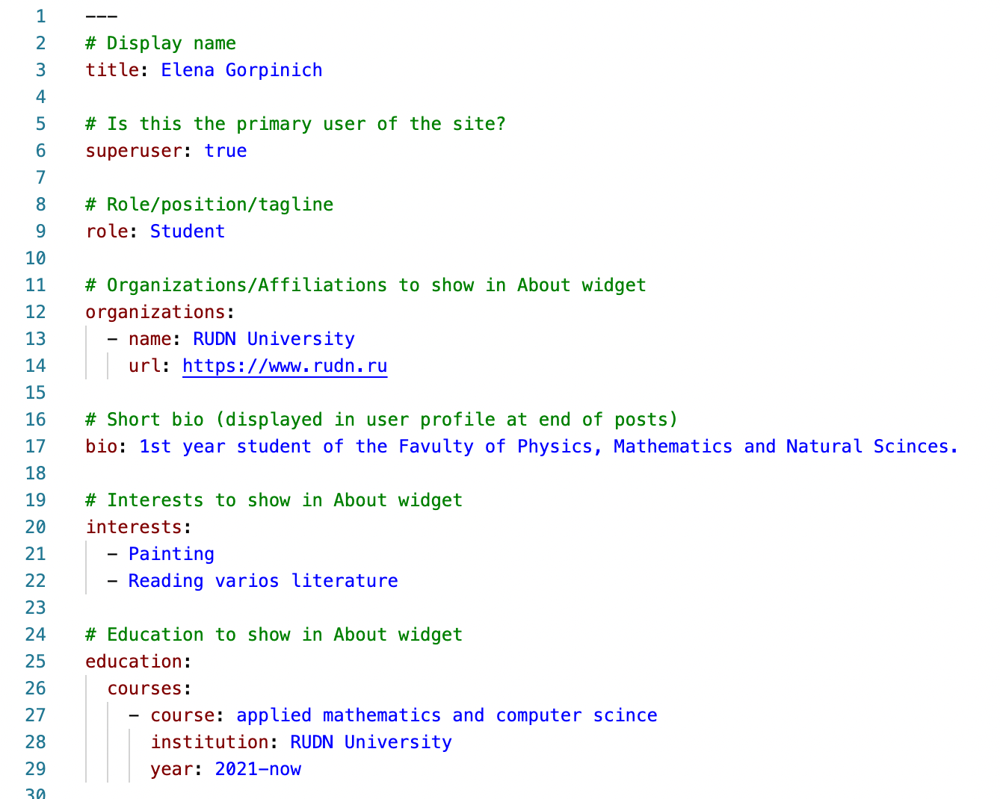 1 ---
2 # Display name
3 title: Elena Gorpinich
4
5 # Is this the primary user of the site?
6 superuser: true
7
8 # Role/position/tagline
9 role: Student
10
11 # Organizations/Affiliations to show in About widget
12 organizations:
13 - name: RUDN University
14 url: https://www.rudn.ru
15
16 # Short bio (displayed in user profile at end of posts)
17 bio: 1st year student of the Favulty of Physics, Mathematics and Natural Scinces.
18
19 # Interests to show in About widget
20 interests:
21 - Painting
22 - Reading varios literature
23
24 # Education to show in About widget
25 education:
26 courses:
27 - course: applied mathematics and computer scince
28 institution: RUDN University
29 year: 2021-now
30